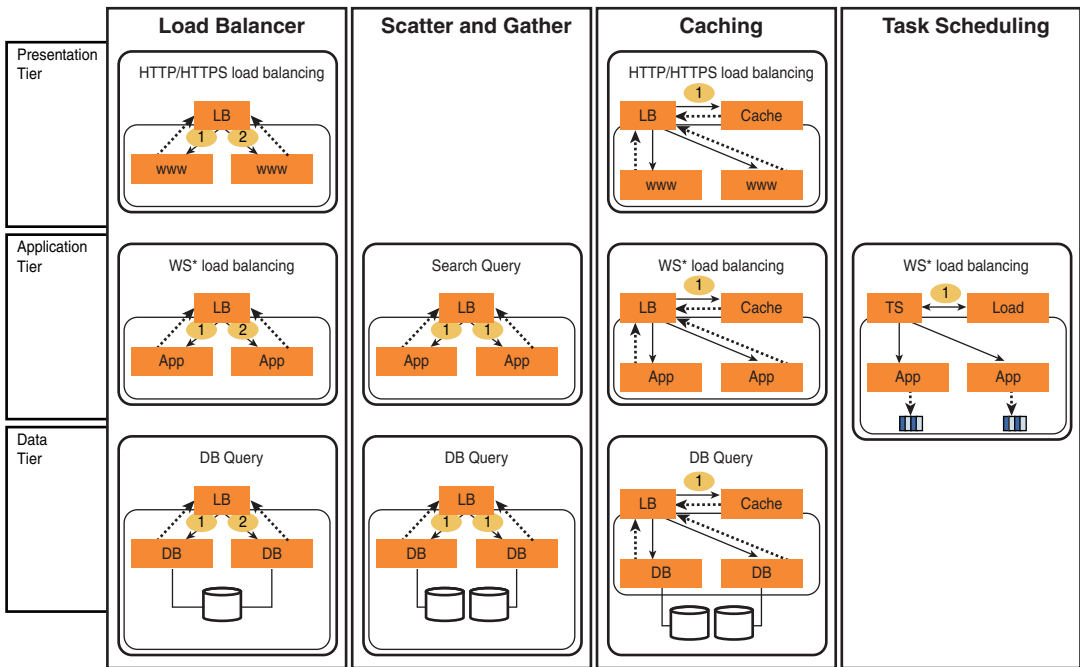 Load Balancer
Scatter and Gather
Caching
Task Scheduling
Presentation
Tier
HTTP/HTTPS load balancing
LB
1
2
www
www
HTTP/HTTPS load balancing
1
LB
Cache
www
www
Application
Tier
WS* load balancing
LB
1
2
App
App
Search Query
LB
1
1
App
App
WS* load balancing
1
LB
Cache
App
App
WS* load balancing
1
TS
Load
App
App
Data
Tier
DB Query
LB
1
2
DB
DB
DB Query
LB
1
1
DB
DB
DB Query
1
LB
Cache
DB
DB